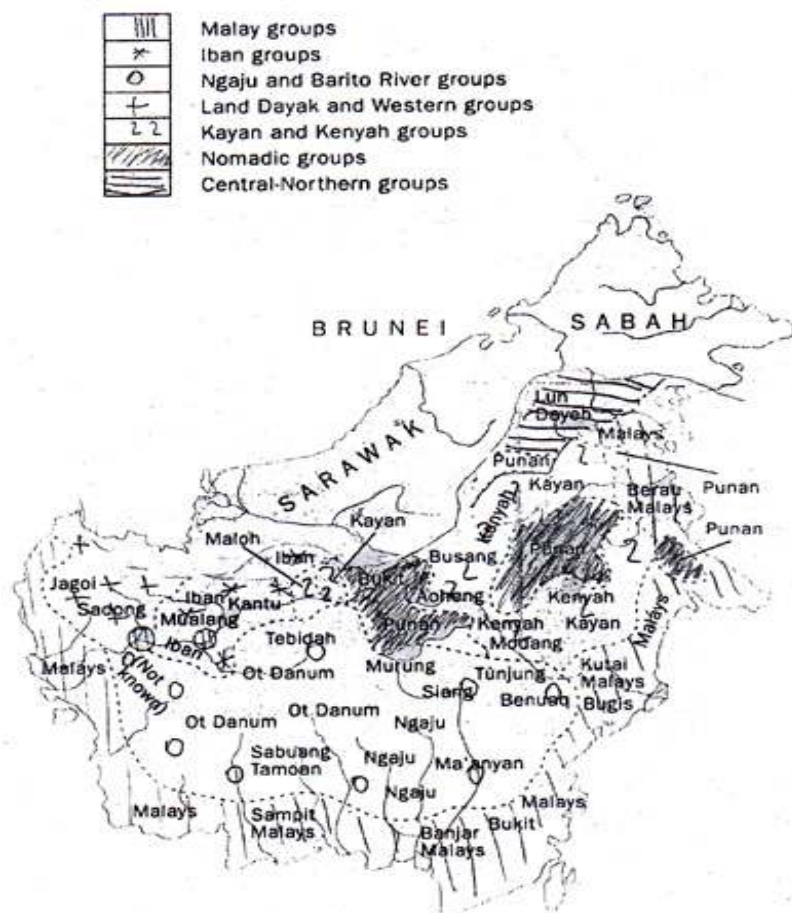 Malay groups
Iban groups
Ngaju and Barito River groups
Land Dayak and Western groups
Kayan and Kenyah groups
Nomadic groups
Central-Northern groups
BRUNEI
SABAH
SARAWAK
Lun
Dayeh
Malays
Punan
Kayan
Punan
Berau
Malays
Punan
Kenyah
Kayan
Maloh
Iban
Busang
Punan
Bukit
Aoheng
Jagoi
Sadong
Iban
Kantu
Mualang
Iban
Kenyah
Kayan
Malays
Punan
Kenyah
Modang
Tebidah
Ot Danum
Murung
Tunjung
Siang
Benuaq
Kutai
Malays
Bugis
Malays
(Not
known)
Ot Danum
Ot Danum
Ngaju
Sabuang
Tamoan
Ngaju
Ma'anyan
Ngaju
Malays
Sampit
Malays
Banjar
Malays
Bukit
Malays